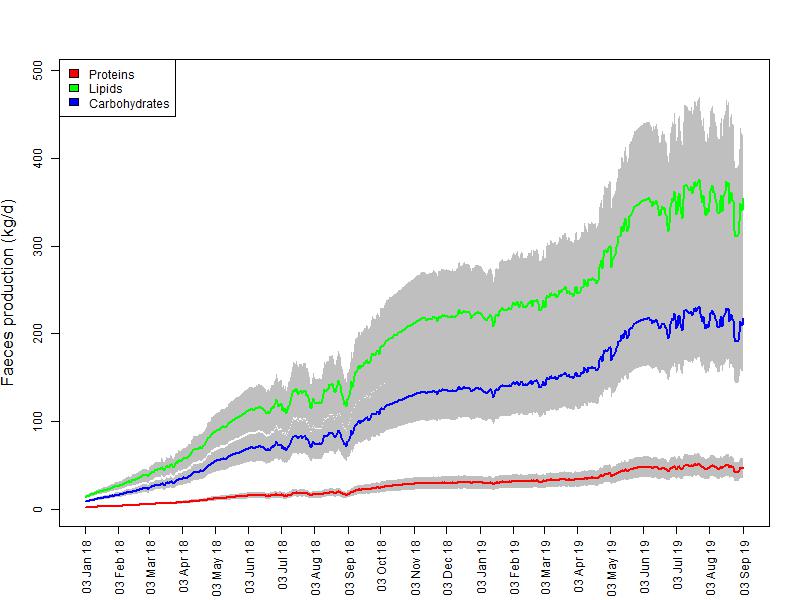 Proteins
Lipids
Carbohydrates
Faeces production (kg/d)
500
400
300
200
100
0
03 Jan 18
03 Feb 18
03 Mar 18
03 Apr 18
03 May 18
03 Jun 18
03 Jul 18
03 Aug 18
03 Sep 18
03 Oct 18
03 Nov 18
03 Dec 18
03 Jan 19
03 Feb 19
03 Mar 19
03 Apr 19
03 May 19
03 Jun 19
03 Jul 19
03 Aug 19
03 Sep 19